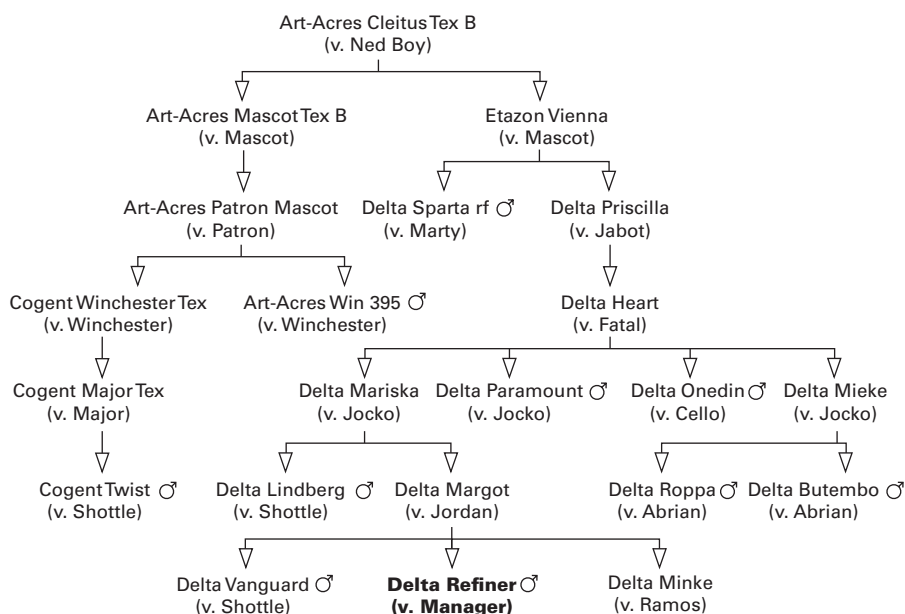 Art-Acres Cleitus Tex B
(v. Ned Boy)
Art-Acres Mascot Tex B
(v. Mascot)
Etazon Vienna
(v. Mascot)
Art-Acres Patron Mascot
(v. Patron)
Delta Sparta rf ♂
(v. Marty)
Delta Priscilla
(v. Jabot)
Cogent Winchester Tex
(v. Winchester)
Art-Acres Win 395 ♂
(v. Winchester)
Delta Heart
(v. Fatal)
Cogent Major Tex
(v. Major)
Delta Mariska
(v. Jocko)
Delta Paramount ♂
(v. Jocko)
Delta Onedin ♂
(v. Cello)
Delta Mieke
(v. Jocko)
Cogent Twist ♂
(v. Shottle)
Delta Lindberg ♂
(v. Shottle)
Delta Margot
(v. Jordan)
Delta Roppa ♂
(v. Abrian)
Delta Butembo ♂
(v. Abrian)
Delta Vanguard ♂
(v. Shottle)
Delta Refiner ♂
(v. Manager)
Delta Minke
(v. Ramos)